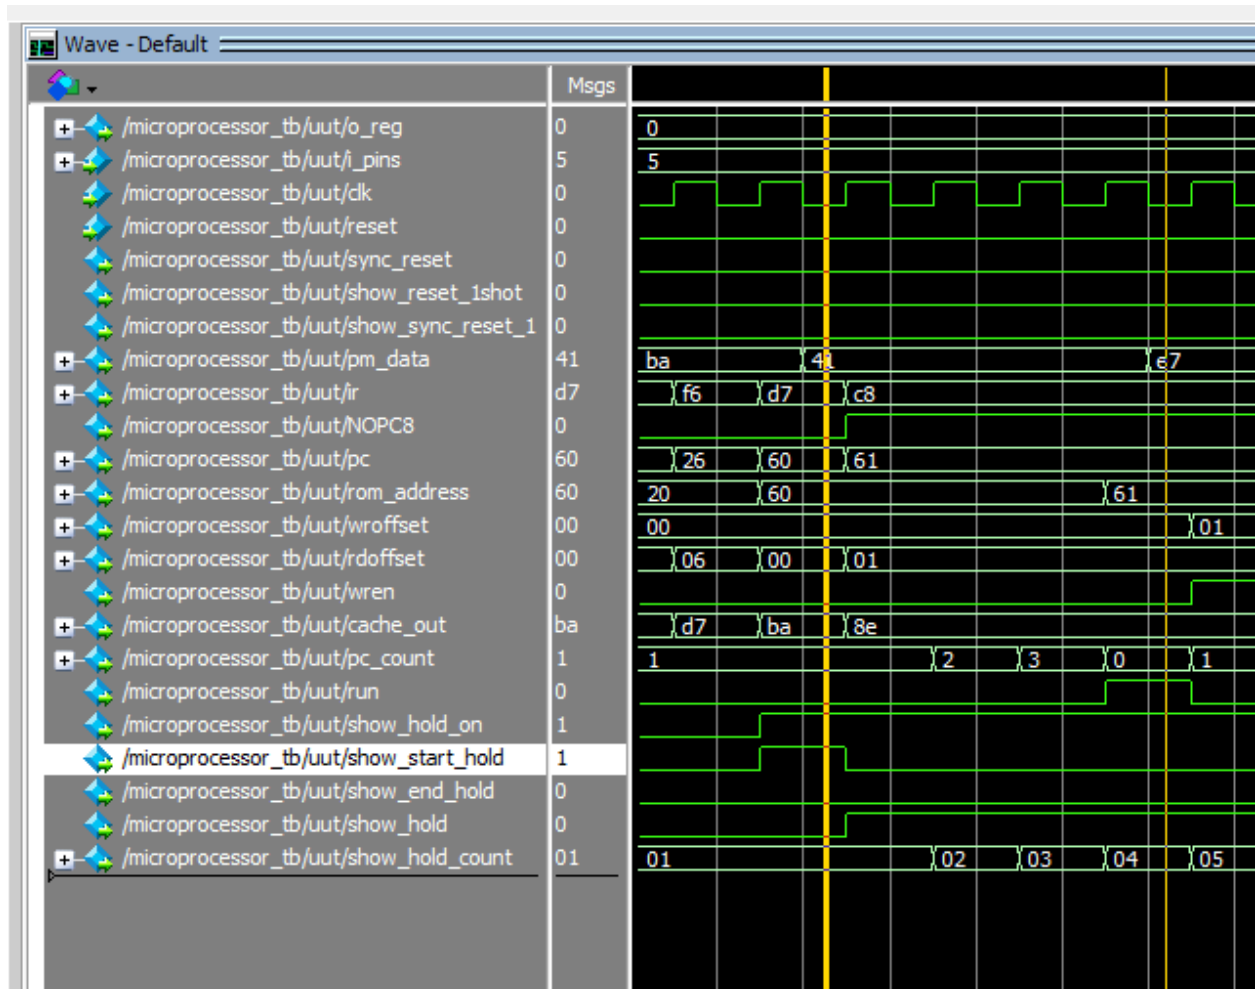 Wave - Default
Msgs
/microprocessor_tb/uut/o_reg 0 0
/microprocessor_tb/uut/i_pins 5 5
/microprocessor_tb/uut/clk 0
/microprocessor_tb/uut/reset 0
/microprocessor_tb/uut/sync_reset 0
/microprocessor_tb/uut/show_reset_1shot 0
/microprocessor_tb/uut/show_sync_reset_1 0
/microprocessor_tb/uut/pm_data 41 ba 41 e7
/microprocessor_tb/uut/ir d7 f6 d7 c8
/microprocessor_tb/uut/NOPC8 0
/microprocessor_tb/uut/pc 60 26 60 61
/microprocessor_tb/uut/rom_address 60 20 60 61
/microprocessor_tb/uut/wroffset 00 00 01
/microprocessor_tb/uut/rdoffset 00 06 00 01
/microprocessor_tb/uut/wren 0
/microprocessor_tb/uut/cache_out ba d7 ba 8e
/microprocessor_tb/uut/pc_count 1 1 2 3 0 1
/microprocessor_tb/uut/run 0
/microprocessor_tb/uut/show_hold_on 1
/microprocessor_tb/uut/show_start_hold 1
/microprocessor_tb/uut/show_end_hold 0
/microprocessor_tb/uut/show_hold 0
/microprocessor_tb/uut/show_hold_count 01 01 02 03 04 05